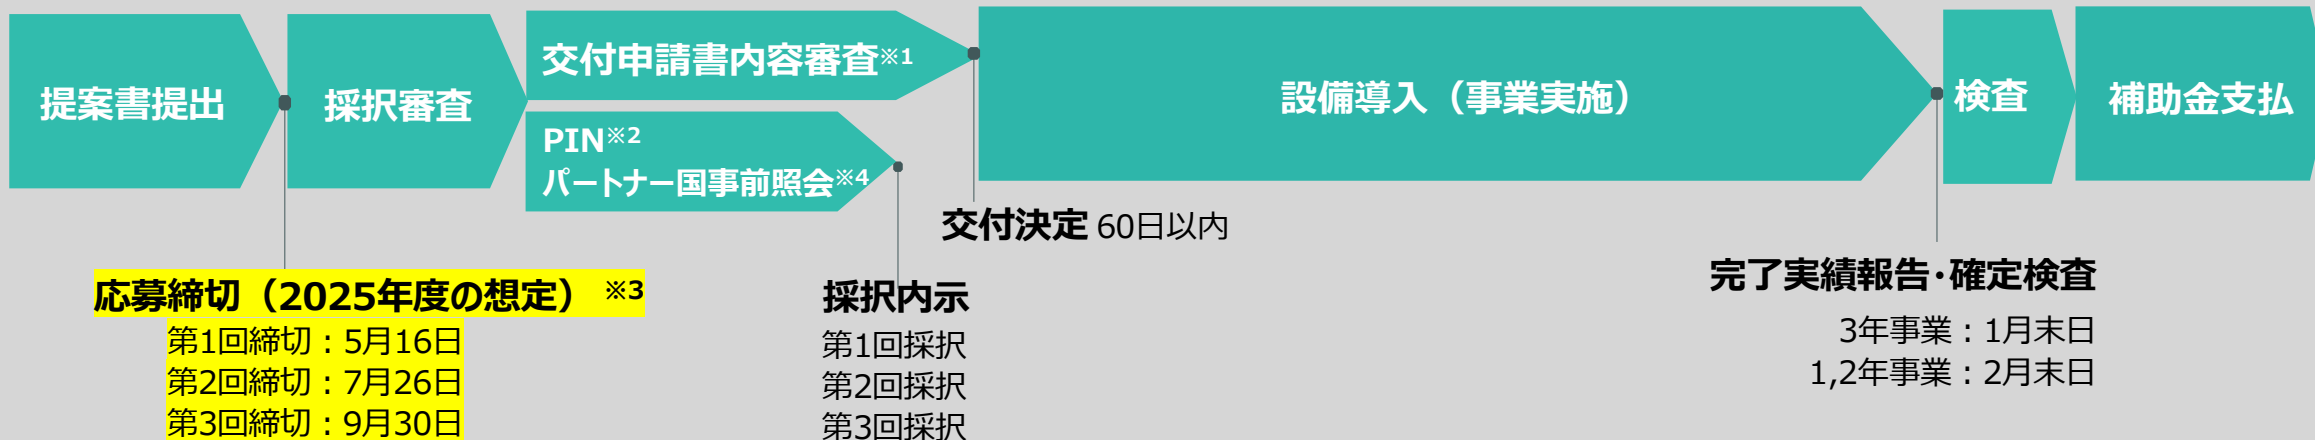 提案書提出
採択審査
交付申請書内容審査※1
PIN※2
パートナー国事前照会※4
設備導入（事業実施）
検査
補助金支払
交付決定 60日以内
応募締切（2025年度の想定）※3
第1回締切：5月16日
第2回締切：7月26日
第3回締切：9月30日
採択内示
第1回採択
第2回採択
第3回採択
完了実績報告･確定検査
3年事業：1月末日
1,2年事業：2月末日